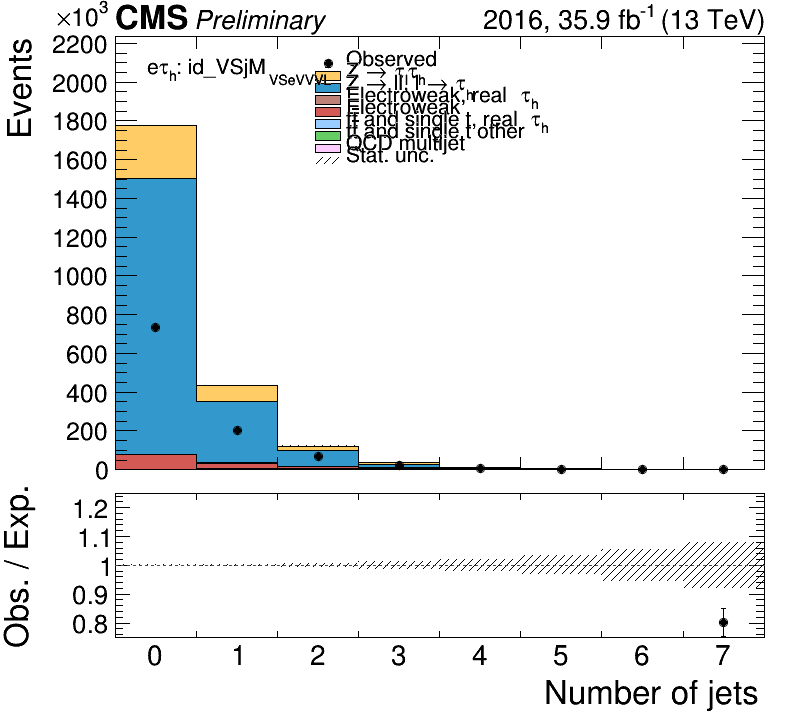 ×10³ CMS Preliminary 2016, 35.9 fb⁻¹ (13 TeV)
Events
2200
2000
1800
1600
1400
1200
1000
800
600
400
200
0
eτh: id_VSjM
Observed
Z → τ τh
Z → ll, l → τh
Electroweak, real τh
Electroweak
tt and single t, real τh
tt and single t other
QCD multijet
Stat. unc.
Obs. / Exp.
1.2
1.1
1
0.9
0.8
0 1 2 3 4 5 6 7
Number of jets